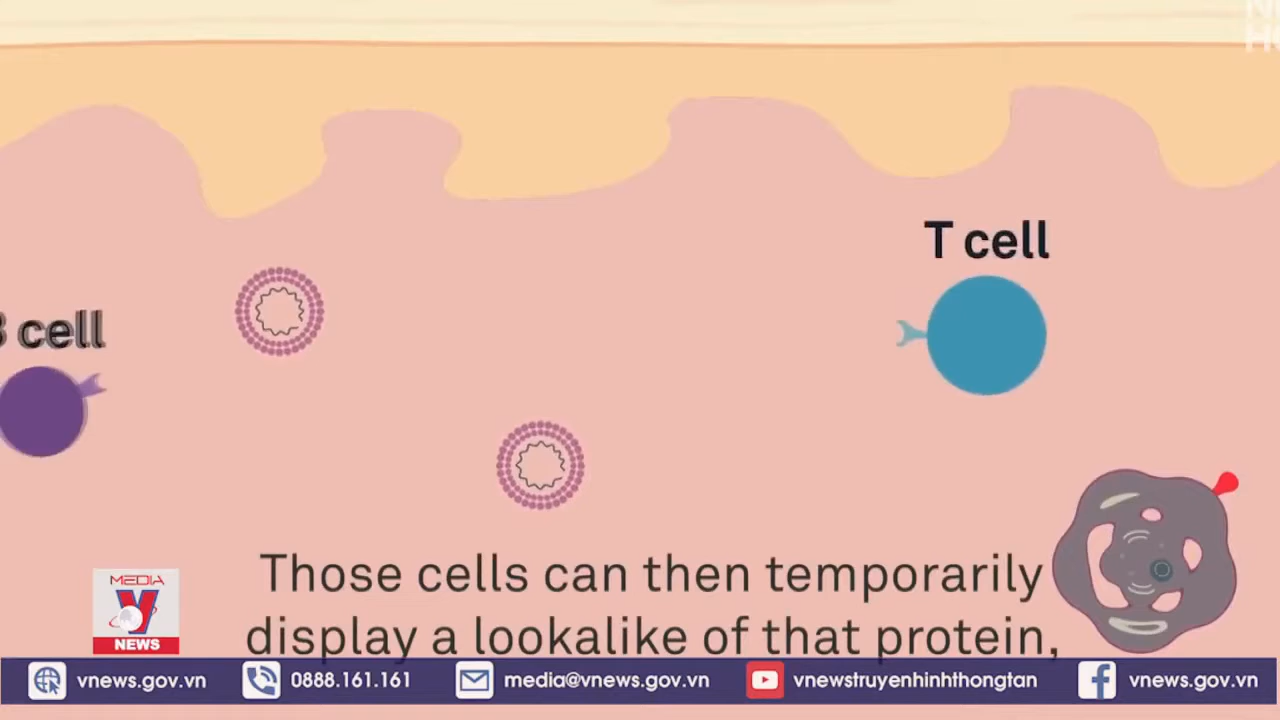 T cell
cell
Those cells can then temporarily
display a lookalike of that protein,
MEDIA
V
NEWS
vnews.gov.vn
0888.161.161
media@vnews.gov.vn
vnewstruyenhinhthongtan
vnews.gov.vn